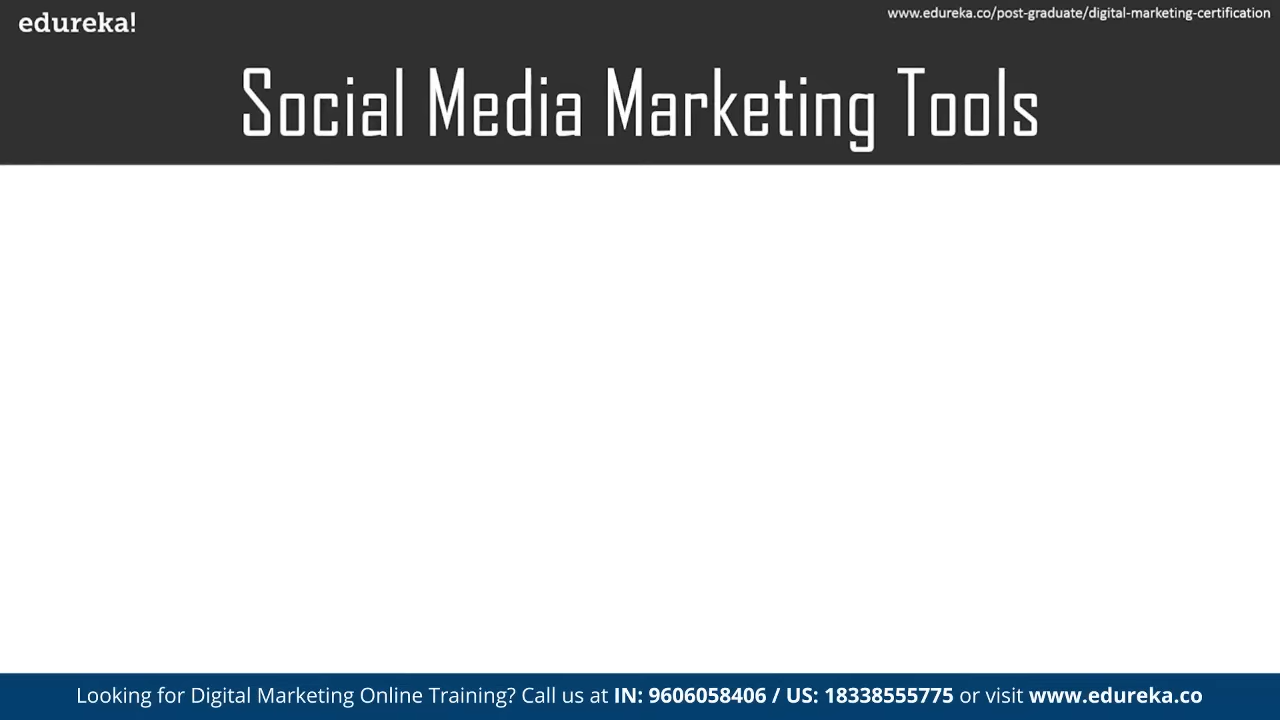 edureka!
www.edureka.co/post-graduate/digital-marketing-certification
Social Media Marketing Tools
Looking for Digital Marketing Online Training? Call us at IN: 9606058406 / US: 18338555775 or visit www.edureka.co